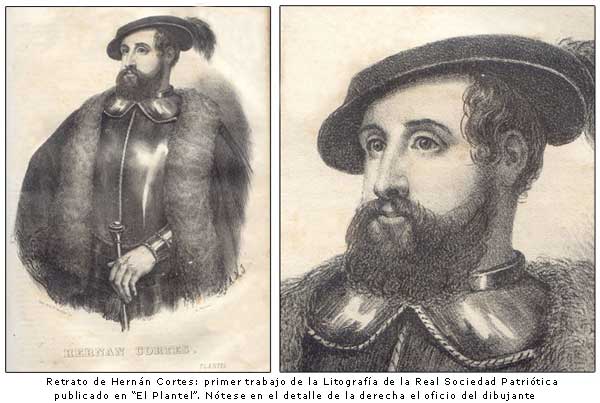 HERNAN CORTES.
PLANTEL
Retrato de Hernán Cortes: primer trabajo de la Litografía de la Real Sociedad Patriótica
publicado en "El Plantel". Nótese en el detalle de la derecha el oficio del dibujante